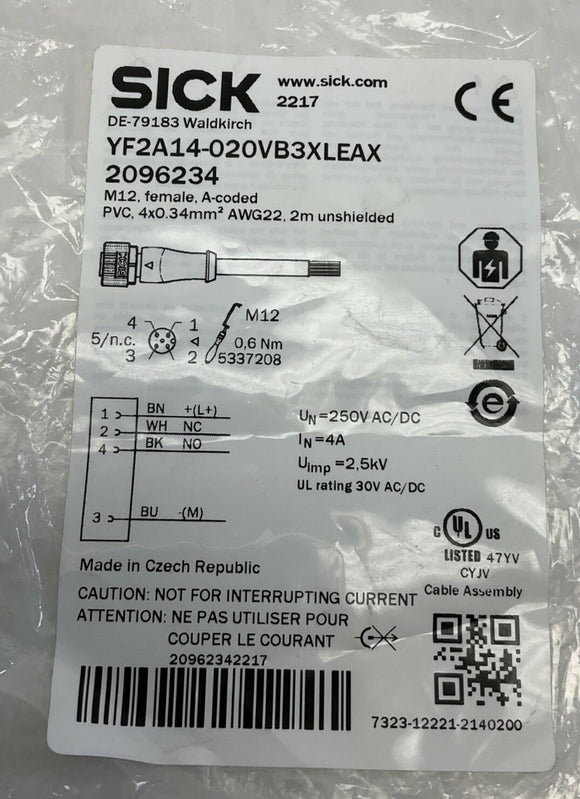 SICK
www.sick.com
2217
DE-79183 Waldkirch
YF2A14-020VB3XLEAX
2096234
M12, female, A-coded
PVC, 4x0.34mm² AWG22, 2m unshielded
4 1 M12
5/n.c. 0,6 Nm
3 2 5337208
1 BN +(L+)
2 WH NC
4 BK NO
3 BU -(M)
UN=250V AC/DC
IN=4A
Uimp=2,5kV
UL rating 30V AC/DC
C UL US
LISTED 47YV
CYJV
Cable Assembly
Made in Czech Republic
CAUTION: NOT FOR INTERRUPTING CURRENT
ATTENTION: NE PAS UTILISER POUR
COUPER LE COURANT
20962342217
7323-12221-2140200